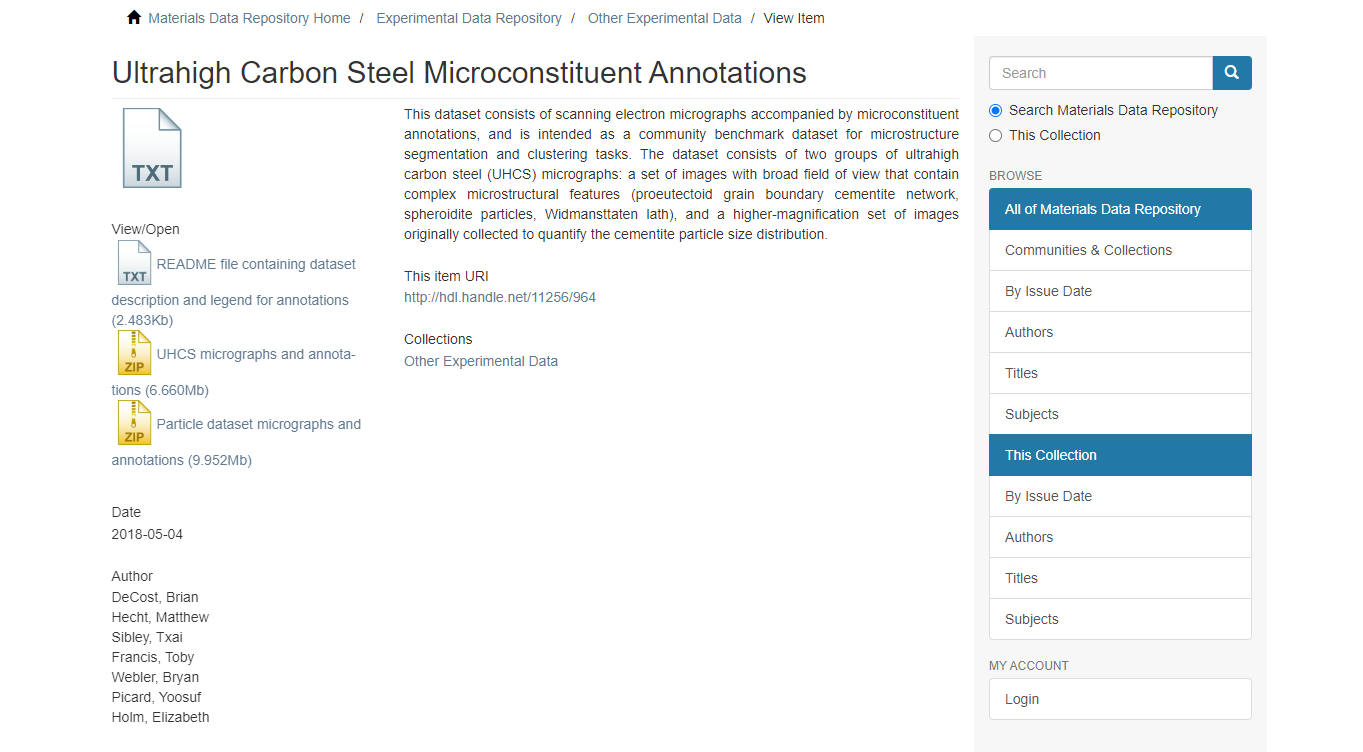 Materials Data Repository Home / Experimental Data Repository / Other Experimental Data / View Item
Ultrahigh Carbon Steel Microconstituent Annotations
TXT
View/Open
TXT README file containing dataset
description and legend for annotations
(2.483Kb)
ZIP UHCS micrographs and annota-
tions (6.660Mb)
ZIP Particle dataset micrographs and
annotations (9.952Mb)
Date
2018-05-04
Author
DeCost, Brian
Hecht, Matthew
Sibley, Txai
Francis, Toby
Webler, Bryan
Picard, Yoosuf
Holm, Elizabeth
This dataset consists of scanning electron micrographs accompanied by microconstituent
annotations, and is intended as a community benchmark dataset for microstructure
segmentation and clustering tasks. The dataset consists of two groups of ultrahigh
carbon steel (UHCS) micrographs: a set of images with broad field of view that contain
complex microstructural features (proeutectoid grain boundary cementite network,
spheroidite particles, Widmansttaten lath), and a higher-magnification set of images
originally collected to quantify the cementite particle size distribution.
This item URI
http://hdl.handle.net/11256/964
Collections
Other Experimental Data
Search
Search Materials Data Repository
This Collection
BROWSE
All of Materials Data Repository
Communities & Collections
By Issue Date
Authors
Titles
Subjects
This Collection
By Issue Date
Authors
Titles
Subjects
MY ACCOUNT
Login